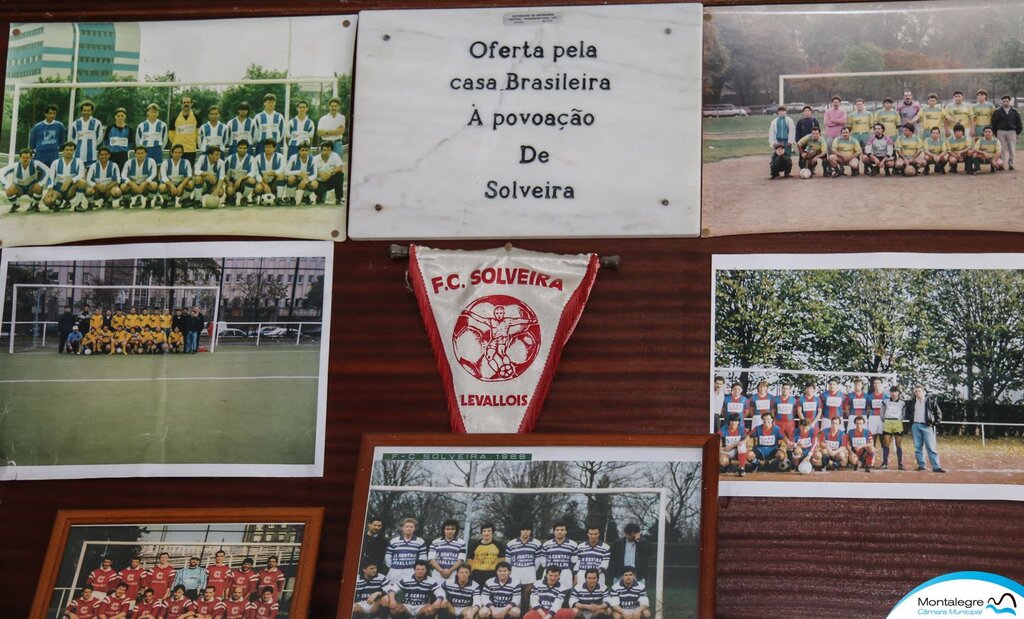 Oferta pela
casa Brasileira
À povoação
De
Solveira
F.C. SOLVEIRA
LEVALLOIS
F-C SOLVEIRA 1988
Montalegre
Câmara Municipal